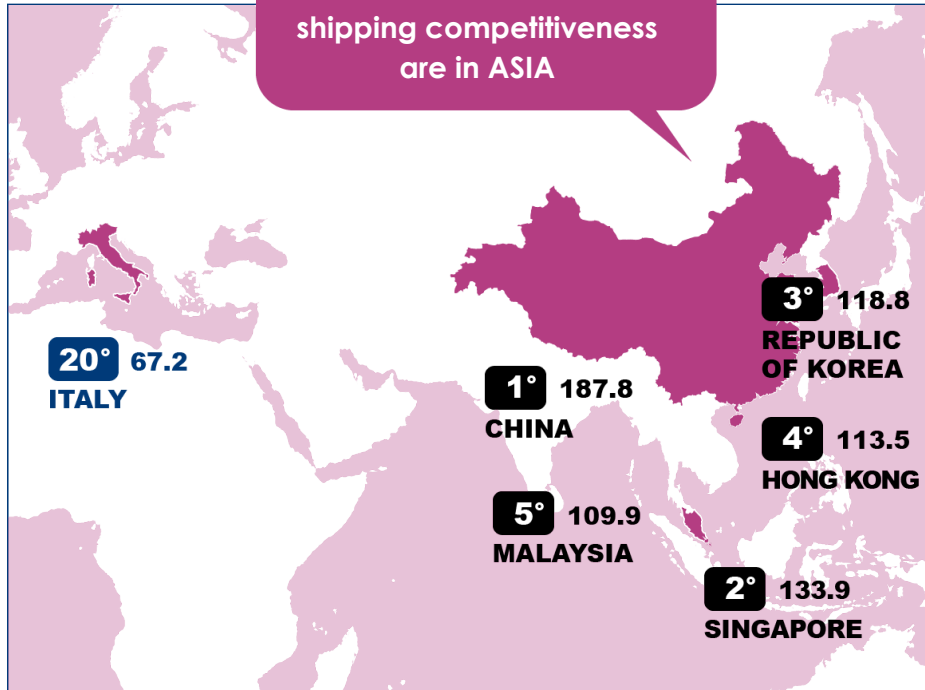 shipping competitiveness
are in ASIA
3° 118.8
REPUBLIC
OF KOREA
20° 67.2
ITALY
1° 187.8
CHINA
4° 113.5
HONG KONG
5° 109.9
MALAYSIA
2° 133.9
SINGAPORE